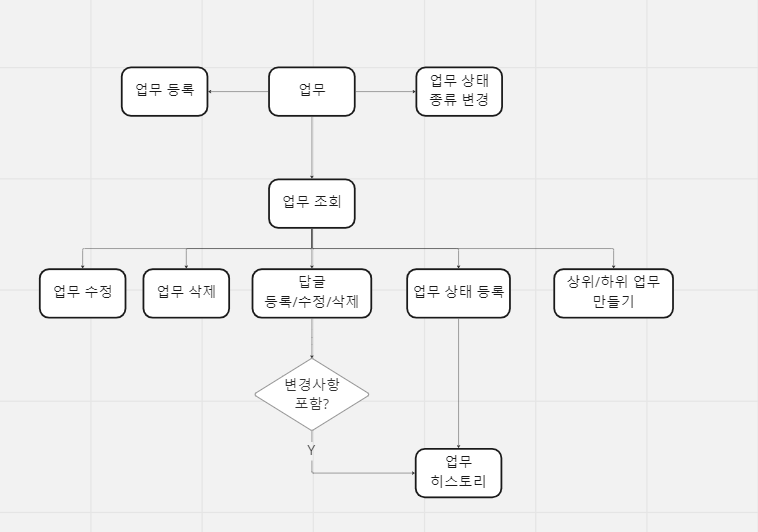 업무 등록
업무
업무 상태
종류 변경
업무 조회
업무 수정
업무 삭제
답글
등록/수정/삭제
업무 상태 등록
상위/하위 업무
만들기
변경사항
포함?
Y
업무
히스토리